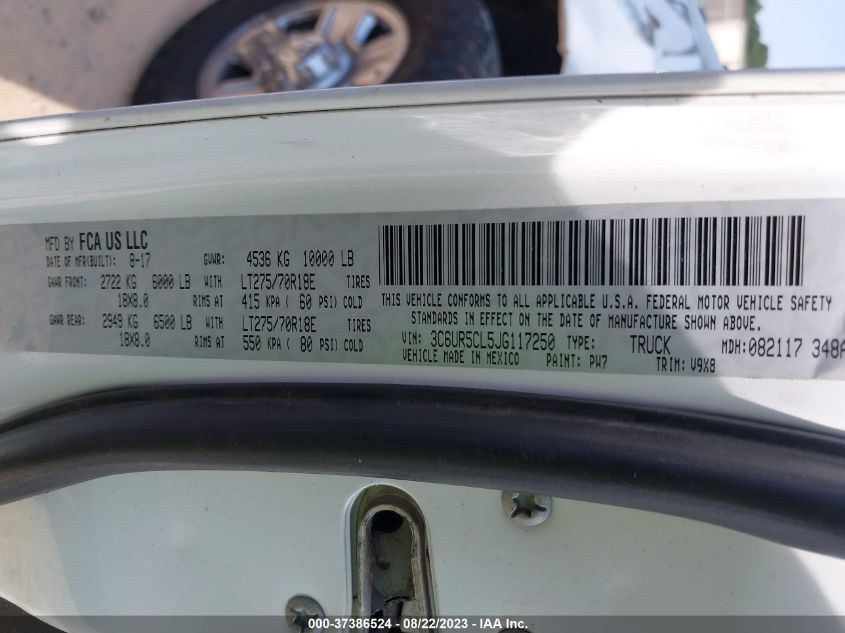 MFD BY FCA US LLC
DATE OF MFR(BUILT): 8-17 GVWR: 4536 KG 10000 LB
GAWR FRONT: 2722 KG 6000 LB WITH LT275/70R18E TIRES
18X8.0 RIMS AT 415 KPA ( 60 PSI) COLD
GAWR REAR: 2949 KG 6500 LB WITH LT275/70R18E TIRES
18X8.0 RIMS AT 550 KPA ( 80 PSI) COLD
THIS VEHICLE CONFORMS TO ALL APPLICABLE U.S.A. FEDERAL MOTOR VEHICLE SAFETY
STANDARDS IN EFFECT ON THE DATE OF MANUFACTURE SHOWN ABOVE.
VIN: 3C6UR5CL5JG117250 TYPE: TRUCK MDH:082117 348A
VEHICLE MADE IN MEXICO PAINT: PW7 TRIM: V9X8
000-37386524 - 08/22/2023 - IAA Inc.